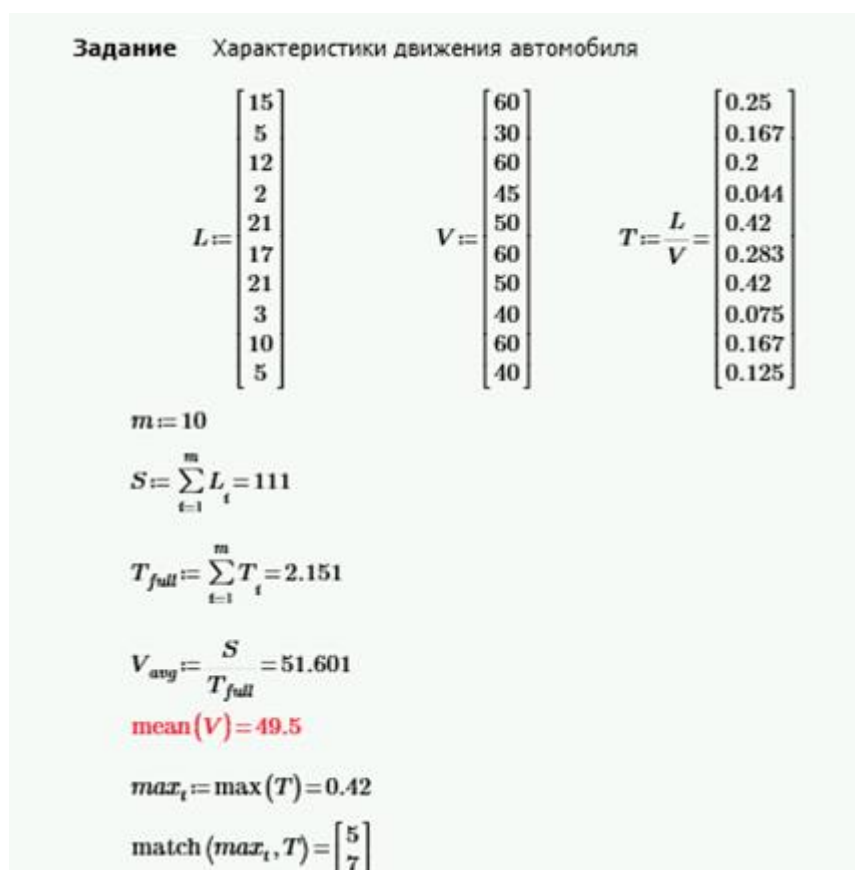 Задание Характеристики движения автомобиля
L:=[15 5 12 2 21 17 21 3 10 5] V:=[60 30 60 45 50 60 50 40 60 40] T:=L/V=[0.25 0.167 0.2 0.044 0.42 0.283 0.42 0.075 0.167 0.125]
m:=10
S:=∑_{i=1}^{m} L_i=111
T_full:=∑_{i=1}^{m} T_i=2.151
V_avg:=S/T_full=51.601
mean(V)=49.5
max_t:=max(T)=0.42
match(max_t,T)=[5 7]